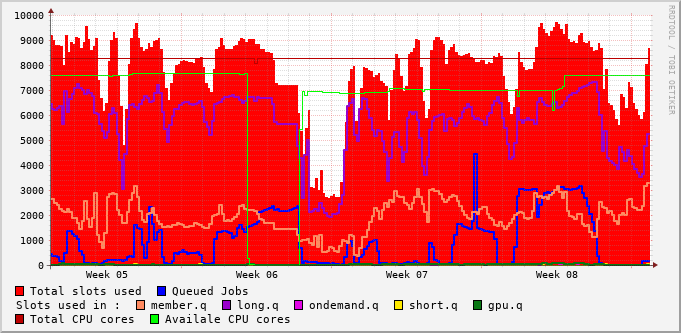 10000
9000
8000
7000
6000
5000
4000
3000
2000
1000
0
Week 05 Week 06 Week 07 Week 08
Total slots used Queued Jobs
Slots used in : member.q long.q ondemand.q short.q gpu.q
Total CPU cores Availale CPU cores
RRDTOOL / TOBI OETIKER